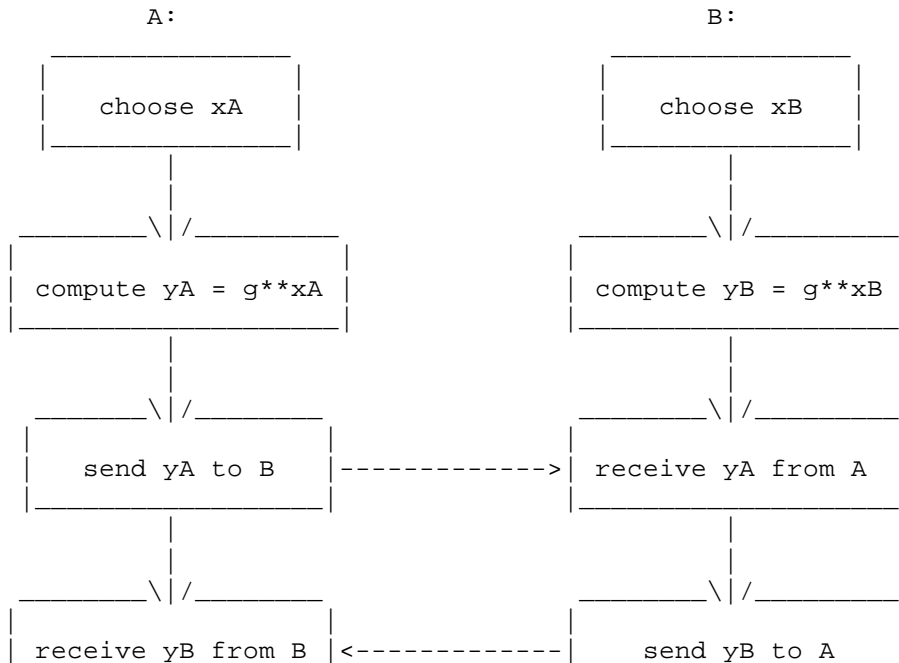 A: B:
choose xA choose xB
compute yA = g**xA compute yB = g**xB
send yA to B receive yA from A
receive yB from B send yB to A